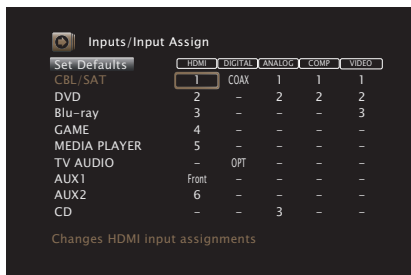 Inputs/Input Assign
Set Defaults HDMI DIGITAL ANALOG COMP VIDEO
CBL/SAT 1 COAX 1 1 1
DVD 2 – 2 2 2
Blu-ray 3 – – – 3
GAME 4 – – – –
MEDIA PLAYER 5 – – – –
TV AUDIO – OPT – – –
AUX1 Front – – – –
AUX2 6 – – – –
CD – – 3 – –
Changes HDMI input assignments